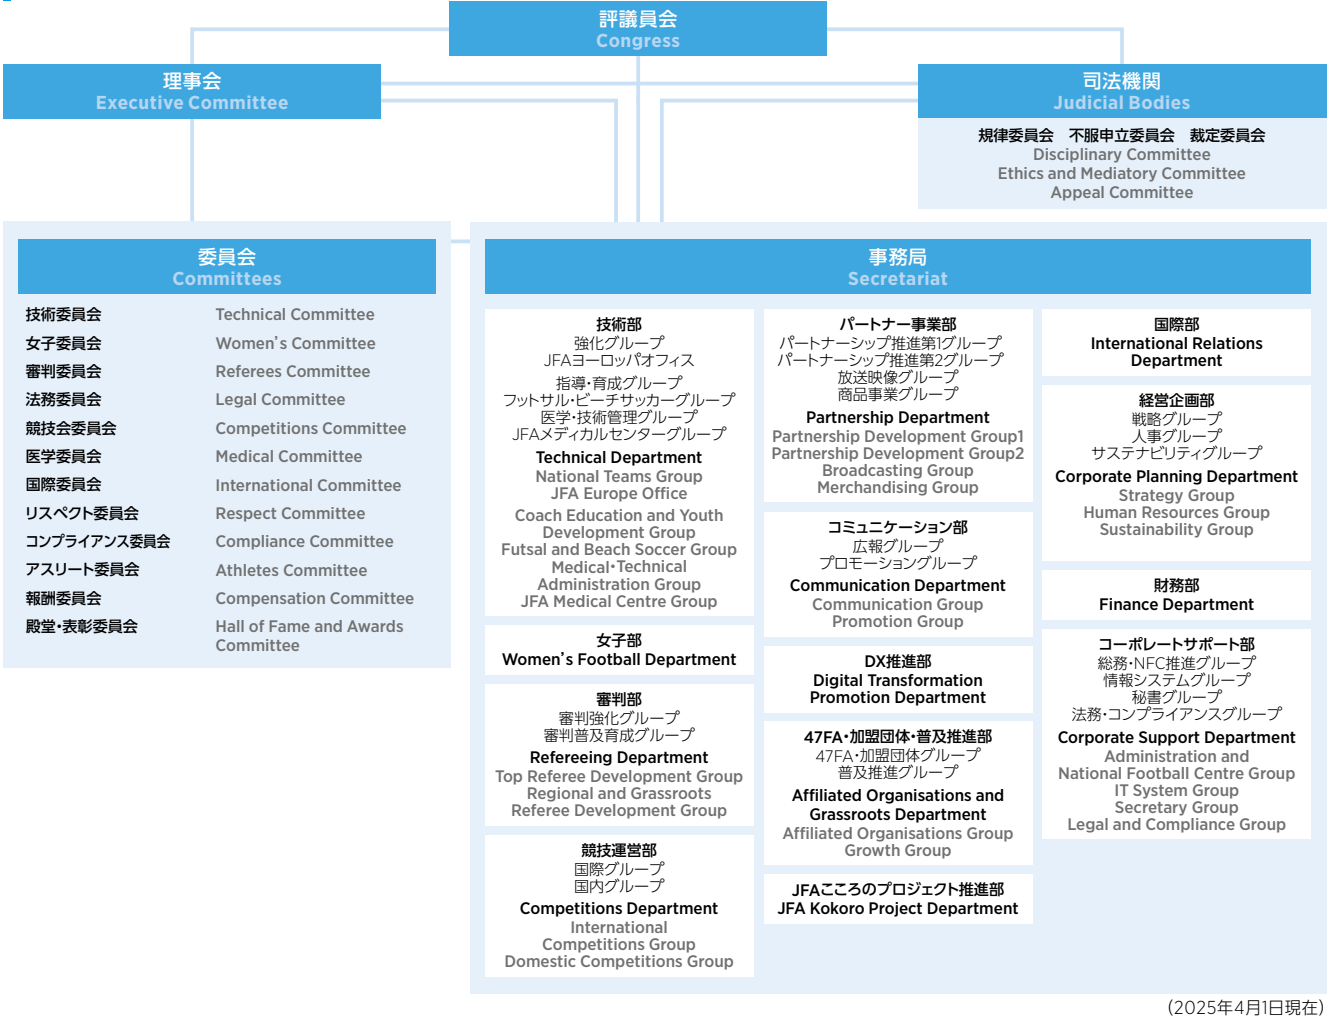 評議員会
Congress
理事会
Executive Committee
司法機関
Judicial Bodies
規律委員会　不服申立委員会　裁定委員会
Disciplinary Committee
Ethics and Mediatory Committee
Appeal Committee
委員会
Committees
技術委員会 Technical Committee
女子委員会 Women's Committee
審判委員会 Referees Committee
法務委員会 Legal Committee
競技会委員会 Competitions Committee
医学委員会 Medical Committee
国際委員会 International Committee
リスペクト委員会 Respect Committee
コンプライアンス委員会 Compliance Committee
アスリート委員会 Athletes Committee
報酬委員会 Compensation Committee
殿堂・表彰委員会 Hall of Fame and Awards
Committee
事務局
Secretariat
技術部
強化グループ
JFAヨーロッパオフィス
指導・育成グループ
フットサル・ビーチサッカーグループ
医学・技術管理グループ
JFAメディカルセンターグループ
Technical Department
National Teams Group
JFA Europe Office
Coach Education and Youth
Development Group
Futsal and Beach Soccer Group
Medical・Technical
Administration Group
JFA Medical Centre Group
女子部
Women's Football Department
審判部
審判強化グループ
審判普及育成グループ
Refereeing Department
Top Referee Development Group
Regional and Grassroots
Referee Development Group
競技運営部
国際グループ
国内グループ
Competitions Department
International
Competitions Group
Domestic Competitions Group
パートナー事業部
パートナーシップ推進第1グループ
パートナーシップ推進第2グループ
放送映像グループ
商品事業グループ
Partnership Department
Partnership Development Group1
Partnership Development Group2
Broadcasting Group
Merchandising Group
コミュニケーション部
広報グループ
プロモーショングループ
Communication Department
Communication Group
Promotion Group
DX推進部
Digital Transformation
Promotion Department
47FA・加盟団体・普及推進部
47FA・加盟団体グループ
普及推進グループ
Affiliated Organisations and
Grassroots Department
Affiliated Organisations Group
Growth Group
JFAこころのプロジェクト推進部
JFA Kokoro Project Department
国際部
International Relations
Department
経営企画部
戦略グループ
人事グループ
サステナビリティグループ
Corporate Planning Department
Strategy Group
Human Resources Group
Sustainability Group
財務部
Finance Department
コーポレートサポート部
総務・NFC推進グループ
情報システムグループ
秘書グループ
法務・コンプライアンスグループ
Corporate Support Department
Administration and
National Football Centre Group
IT System Group
Secretary Group
Legal and Compliance Group
（2025年4月1日現在）